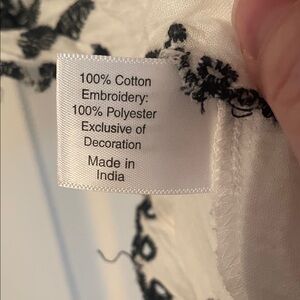 100% Cotton
Embroidery:
100% Polyester
Exclusive of
Decoration
Made in
India